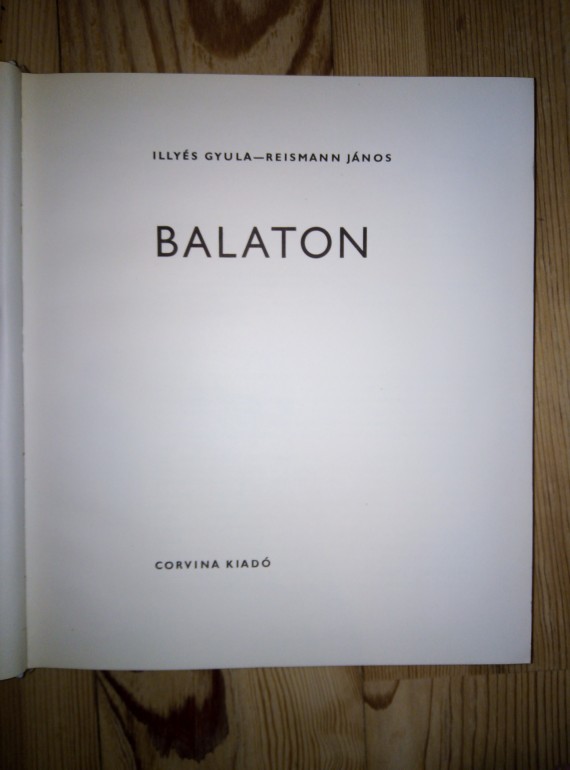 ILLYÉS GYULA—REISMANN JÁNOS
BALATON
CORVINA KIADÓ